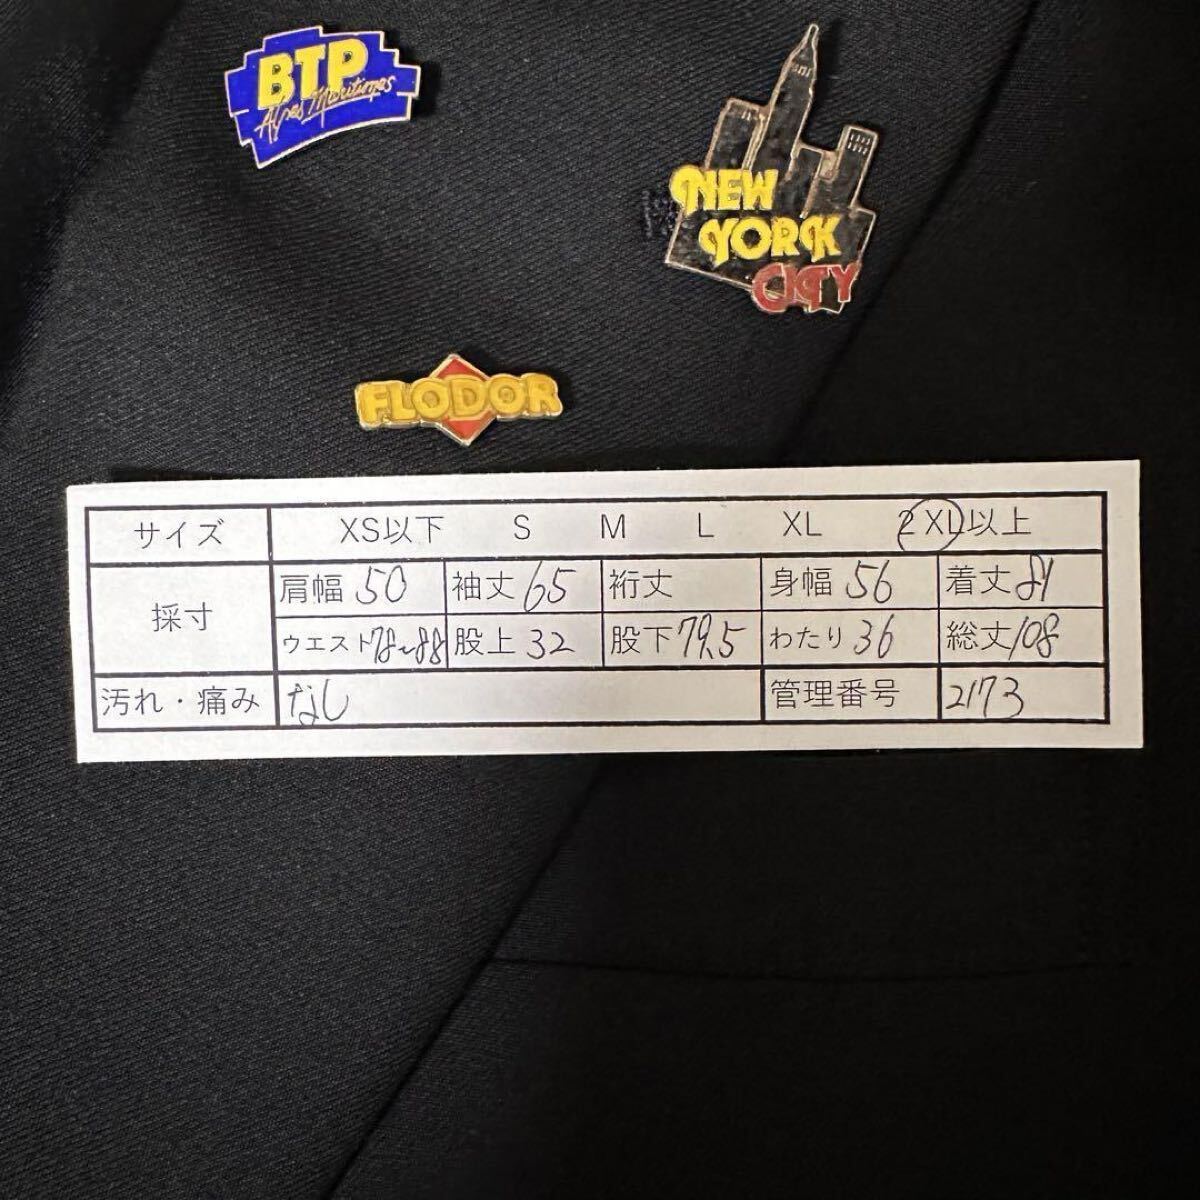 BTP
Alpes Maritimes
NEW
YORK
CITY
FLODOR
サイズ XS以下 S M L XL 2XL以上
採寸 肩幅 50 袖丈 65 裄丈 身幅 56 着丈 81
ウエスト 78~88 股上 32 股下 79.5 わたり 36 総丈 108
汚れ・痛み なし 管理番号 2173